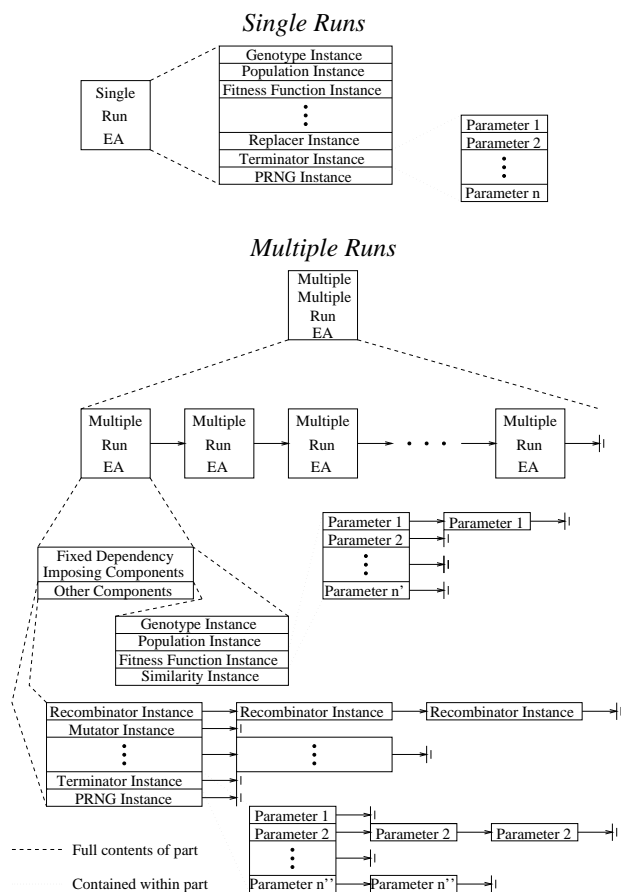 Single Runs
Single
Run
EA
Genotype Instance
Population Instance
Fitness Function Instance
Replacer Instance
Terminator Instance
PRNG Instance
Parameter 1
Parameter 2
Parameter n
Multiple Runs
Multiple
Multiple
Run
EA
Multiple
Run
EA
Multiple
Run
EA
Multiple
Run
EA
Multiple
Run
EA
Fixed Dependency
Imposing Components
Other Components
Parameter 1
Parameter 1
Parameter 2
Parameter n'
Genotype Instance
Population Instance
Fitness Function Instance
Similarity Instance
Recombinator Instance
Recombinator Instance
Recombinator Instance
Mutator Instance
Terminator Instance
PRNG Instance
Parameter 1
Parameter 2
Parameter 2
Parameter 2
Parameter n''
Parameter n''
Full contents of part
Contained within part